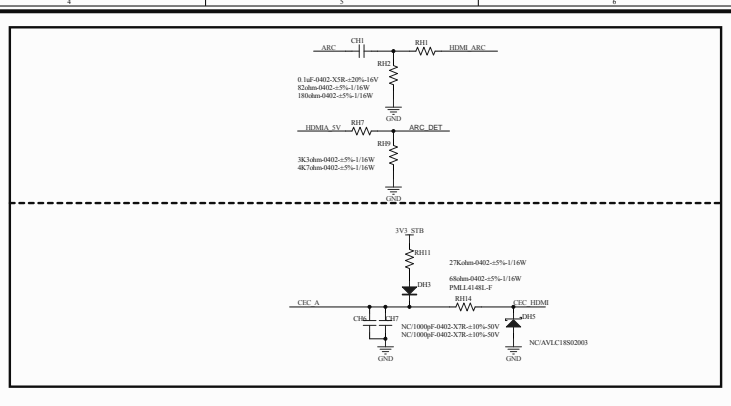 4 5 6
CH1 RH1
ARC HDMI_ARC
RH2
0.1uF-0402-X5R-±20%-16V
82ohm-0402-±5%-1/16W
180ohm-0402-±5%-1/16W
GND
RH7
HDMIA_5V ARC_DET
RH9
3K3ohm-0402-±5%-1/16W
4K7ohm-0402-±5%-1/16W
GND
3V3_STB
RH11
27Kohm-0402-±5%-1/16W
68ohm-0402-±5%-1/16W
DH3
PMLL4148L-F
RH14
CEC_A CEC_HDMI
CH6 CH7 DH5
NC/1000pF-0402-X7R-±10%-50V
NC/1000pF-0402-X7R-±10%-50V
NC/AVLC18S02003
GND GND